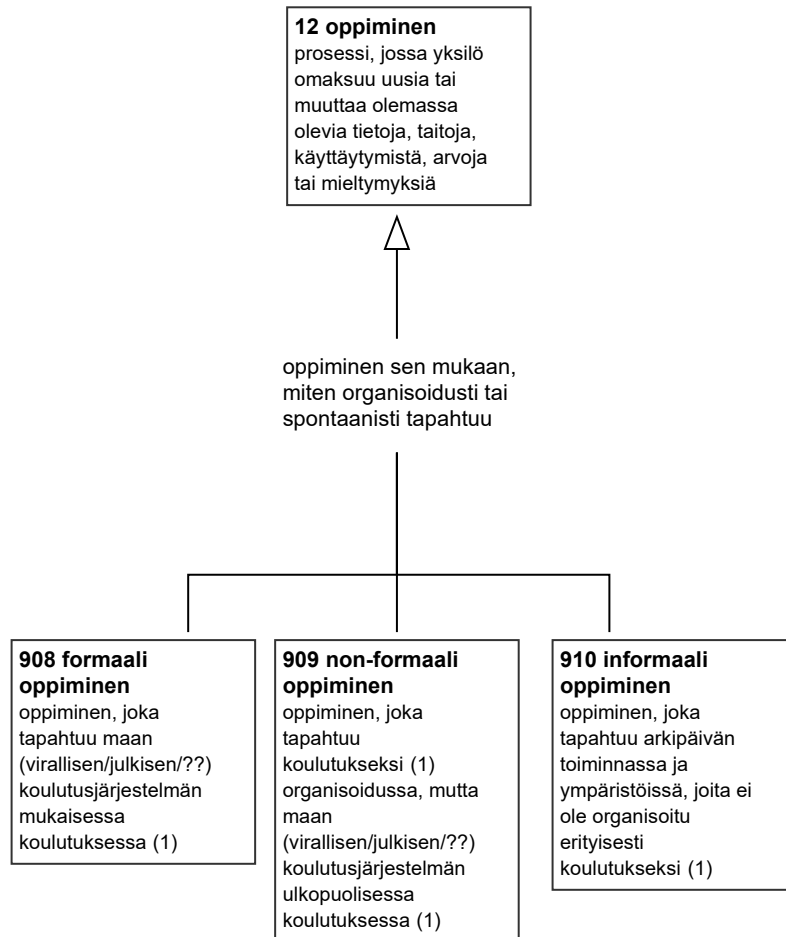 12 oppiminen
prosessi, jossa yksilö
omaksuu uusia tai
muuttaa olemassa
olevia tietoja, taitoja,
käyttäytymistä, arvoja
tai mieltymyksiä
oppiminen sen mukaan,
miten organisoidusti tai
spontaanisti tapahtuu
908 formaali
oppiminen
oppiminen, joka
tapahtuu maan
(virallisen/julkisen/??)
koulutusjärjestelmän
mukaisessa
koulutuksessa (1)
909 non-formaali
oppiminen
oppiminen, joka
tapahtuu
koulutukseksi (1)
organisoidussa, mutta
maan
(virallisen/julkisen/??)
koulutusjärjestelmän
ulkopuolisessa
koulutuksessa (1)
910 informaali
oppiminen
oppiminen, joka
tapahtuu arkipäivän
toiminnassa ja
ympäristöissä, joita ei
ole organisoitu
erityisesti
koulutukseksi (1)